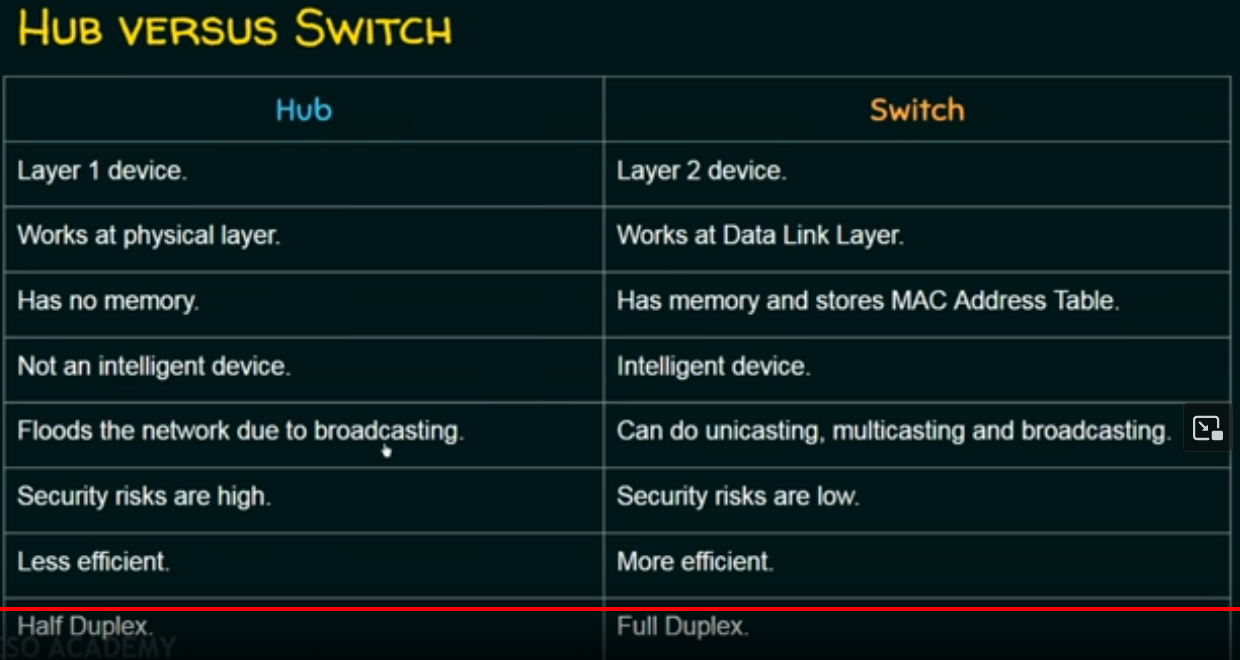 HUB VERSUS SWITCH
Hub
Switch
Layer 1 device.
Layer 2 device.
Works at physical layer.
Works at Data Link Layer.
Has no memory.
Has memory and stores MAC Address Table.
Not an intelligent device.
Intelligent device.
Floods the network due to broadcasting.
Can do unicasting, multicasting and broadcasting.
Security risks are high.
Security risks are low.
Less efficient.
More efficient.
Half Duplex.
Full Duplex.
ESO ACADEMY